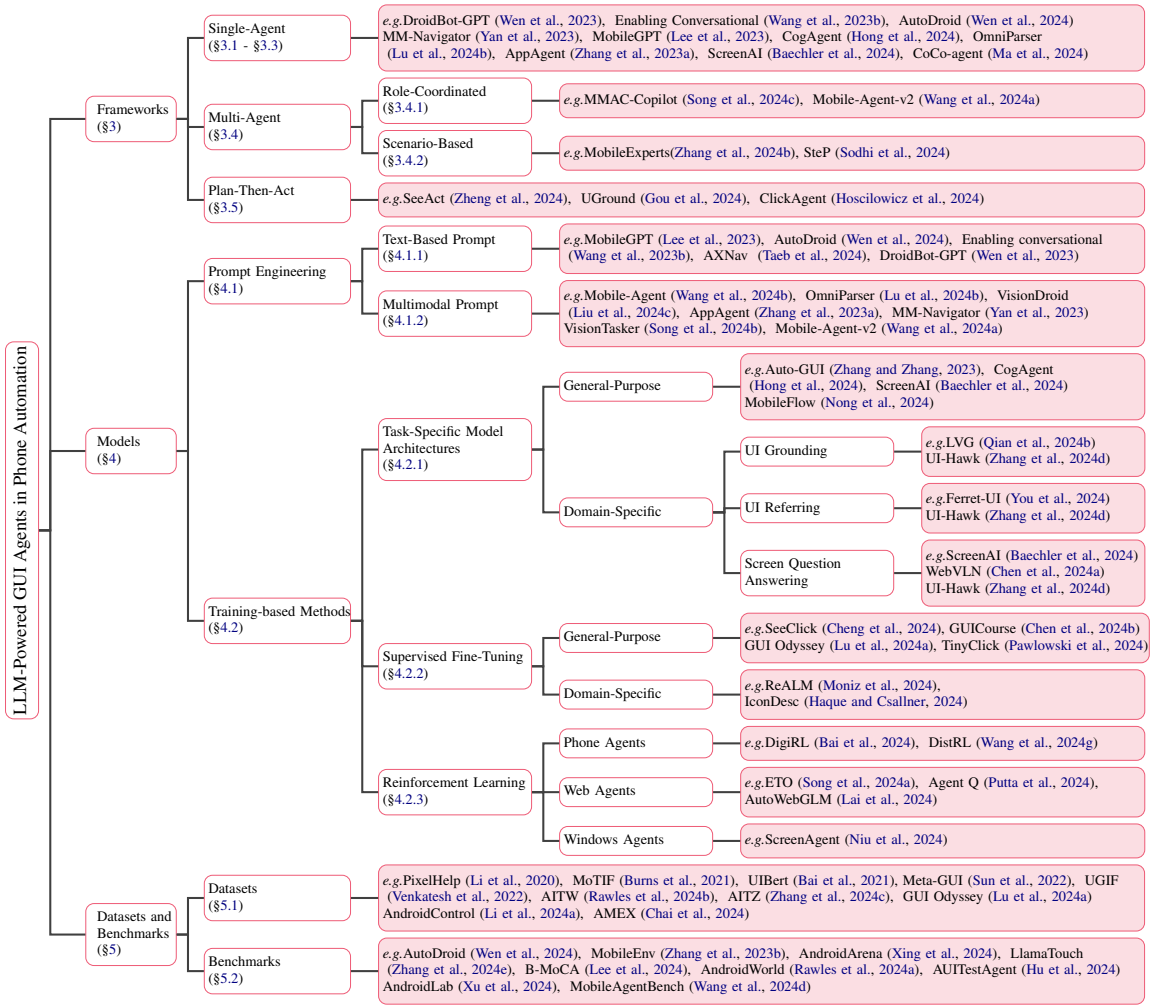 LLM-Powered GUI Agents in Phone Automation
Frameworks
(§3)
Single-Agent
(§3.1 - §3.3)
e.g.DroidBot-GPT (Wen et al., 2023), Enabling Conversational (Wang et al., 2023b), AutoDroid (Wen et al., 2024)
MM-Navigator (Yan et al., 2023), MobileGPT (Lee et al., 2023), CogAgent (Hong et al., 2024), OmniParser
(Lu et al., 2024b), AppAgent (Zhang et al., 2023a), ScreenAI (Baechler et al., 2024), CoCo-agent (Ma et al., 2024)
Multi-Agent
(§3.4)
Role-Coordinated
(§3.4.1)
e.g.MMAC-Copilot (Song et al., 2024c), Mobile-Agent-v2 (Wang et al., 2024a)
Scenario-Based
(§3.4.2)
e.g.MobileExperts(Zhang et al., 2024b), SteP (Sodhi et al., 2024)
Plan-Then-Act
(§3.5)
e.g.SeeAct (Zheng et al., 2024), UGround (Gou et al., 2024), ClickAgent (Hoscilowicz et al., 2024)
Models
(§4)
Prompt Engineering
(§4.1)
Text-Based Prompt
(§4.1.1)
e.g.MobileGPT (Lee et al., 2023), AutoDroid (Wen et al., 2024), Enabling conversational
(Wang et al., 2023b), AXNav (Taeb et al., 2024), DroidBot-GPT (Wen et al., 2023)
Multimodal Prompt
(§4.1.2)
e.g.Mobile-Agent (Wang et al., 2024b), OmniParser (Lu et al., 2024b), VisionDroid
(Liu et al., 2024c), AppAgent (Zhang et al., 2023a), MM-Navigator (Yan et al., 2023)
VisionTasker (Song et al., 2024b), Mobile-Agent-v2 (Wang et al., 2024a)
Training-based Methods
(§4.2)
Task-Specific Model
Architectures
(§4.2.1)
General-Purpose
e.g.Auto-GUI (Zhang and Zhang, 2023), CogAgent
(Hong et al., 2024), ScreenAI (Baechler et al., 2024)
MobileFlow (Nong et al., 2024)
Domain-Specific
UI Grounding
e.g.LVG (Qian et al., 2024b)
UI-Hawk (Zhang et al., 2024d)
UI Referring
e.g.Ferret-UI (You et al., 2024)
UI-Hawk (Zhang et al., 2024d)
Screen Question
Answering
e.g.ScreenAI (Baechler et al., 2024)
WebVLN (Chen et al., 2024a)
UI-Hawk (Zhang et al., 2024d)
Supervised Fine-Tuning
(§4.2.2)
General-Purpose
e.g.SeeClick (Cheng et al., 2024), GUICourse (Chen et al., 2024b)
GUI Odyssey (Lu et al., 2024a), TinyClick (Pawlowski et al., 2024)
Domain-Specific
e.g.ReALM (Moniz et al., 2024),
IconDesc (Haque and Csallner, 2024)
Reinforcement Learning
(§4.2.3)
Phone Agents
e.g.DigiRL (Bai et al., 2024), DistRL (Wang et al., 2024g)
Web Agents
e.g.ETO (Song et al., 2024a), Agent Q (Putta et al., 2024),
AutoWebGLM (Lai et al., 2024)
Windows Agents
e.g.ScreenAgent (Niu et al., 2024)
Datasets and
Benchmarks
(§5)
Datasets
(§5.1)
e.g.PixelHelp (Li et al., 2020), MoTIF (Burns et al., 2021), UIBert (Bai et al., 2021), Meta-GUI (Sun et al., 2022), UGIF
(Venkatesh et al., 2022), AITW (Rawles et al., 2024b), AITZ (Zhang et al., 2024c), GUI Odyssey (Lu et al., 2024a)
AndroidControl (Li et al., 2024a), AMEX (Chai et al., 2024)
Benchmarks
(§5.2)
e.g.AutoDroid (Wen et al., 2024), MobileEnv (Zhang et al., 2023b), AndroidArena (Xing et al., 2024), LlamaTouch
(Zhang et al., 2024e), B-MoCA (Lee et al., 2024), AndroidWorld (Rawles et al., 2024a), AUITestAgent (Hu et al., 2024)
AndroidLab (Xu et al., 2024), MobileAgentBench (Wang et al., 2024d)